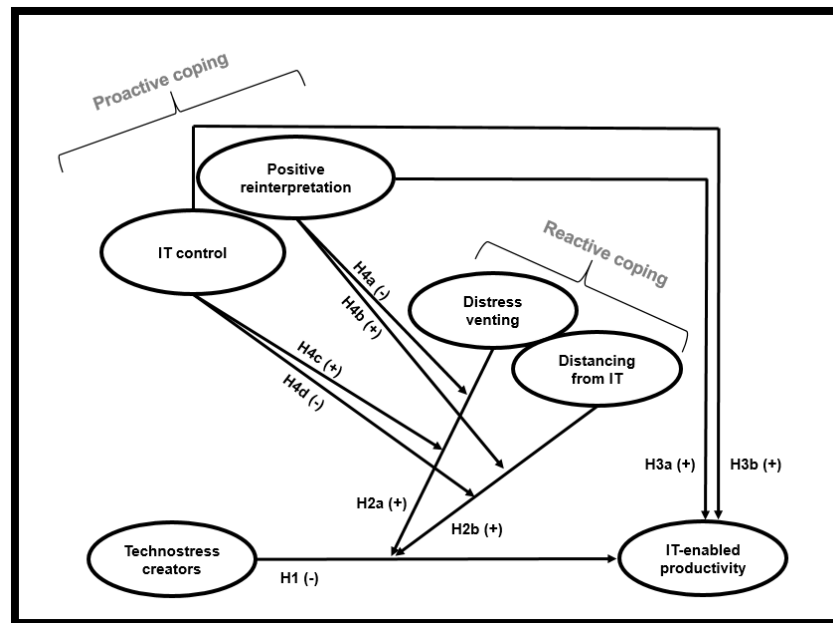 Proactive coping
Positive
reinterpretation
IT control
Reactive coping
Distress
venting
Distancing
from IT
H4a (-)
H4b (+)
H4c (+)
H4d (-)
H2a (+)
H2b (+)
H3a (+)
H3b (+)
Technostress
creators
H1 (-)
IT-enabled
productivity